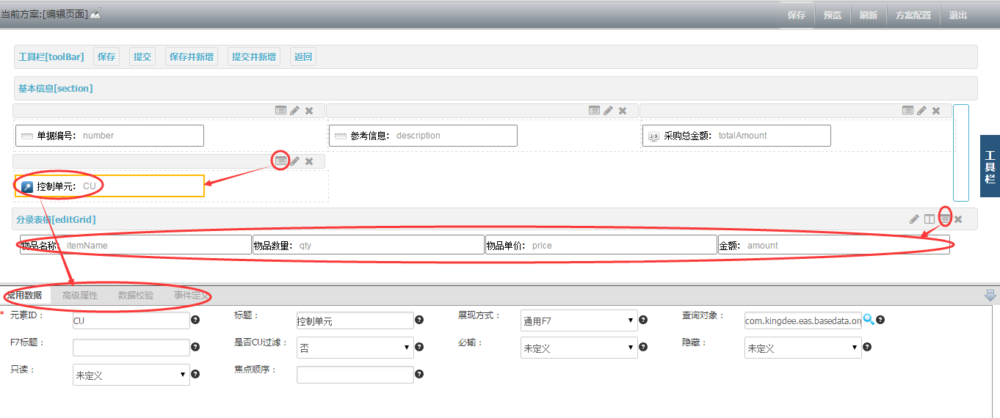 当前方案:[编辑页面]
保存 预览 刷新 方案配置 退出
工具栏[toolBar] 保存 提交 保存并新增 提交并新增 返回
基本信息[section]
单据编号： number 参考信息： description 1-9 采购总金额： totalAmount
工具栏
控制单元： CU
分录表格[editGrid]
物品名称： itemName 物品数量： qty 物品单价： price 金额： amount
常用数据 高级属性 数据校验 事件定义
* 元素ID： CU ? 标题： 控制单元 ? 展现方式： 通用F7 ? 查询对象： com.kingdee.eas.basedata.org ?
F7标题： ? 是否CU过滤： 否 ? 必输： 未定义 ? 隐藏： 未定义 ?
只读： 未定义 ? 焦点顺序： ?